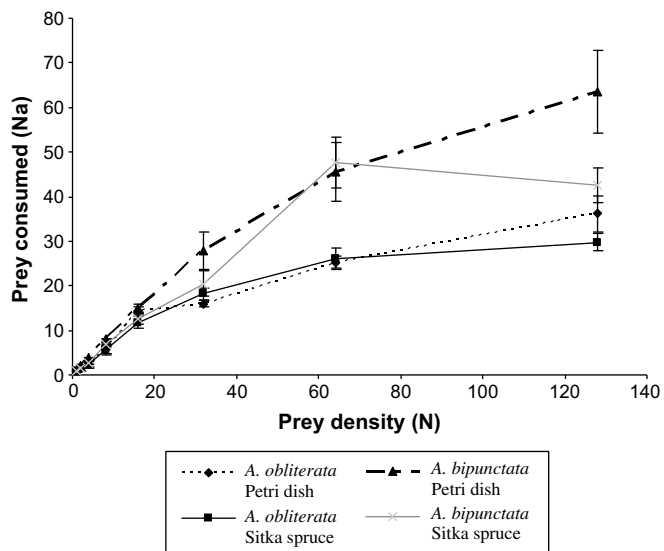 80
70
60
50
40
30
20
10
0
Prey consumed (Na)
0 20 40 60 80 100 120 140
Prey density (N)
A. obliterata
Petri dish
A. bipunctata
Petri dish
A. obliterata
Sitka spruce
A. bipunctata
Sitka spruce